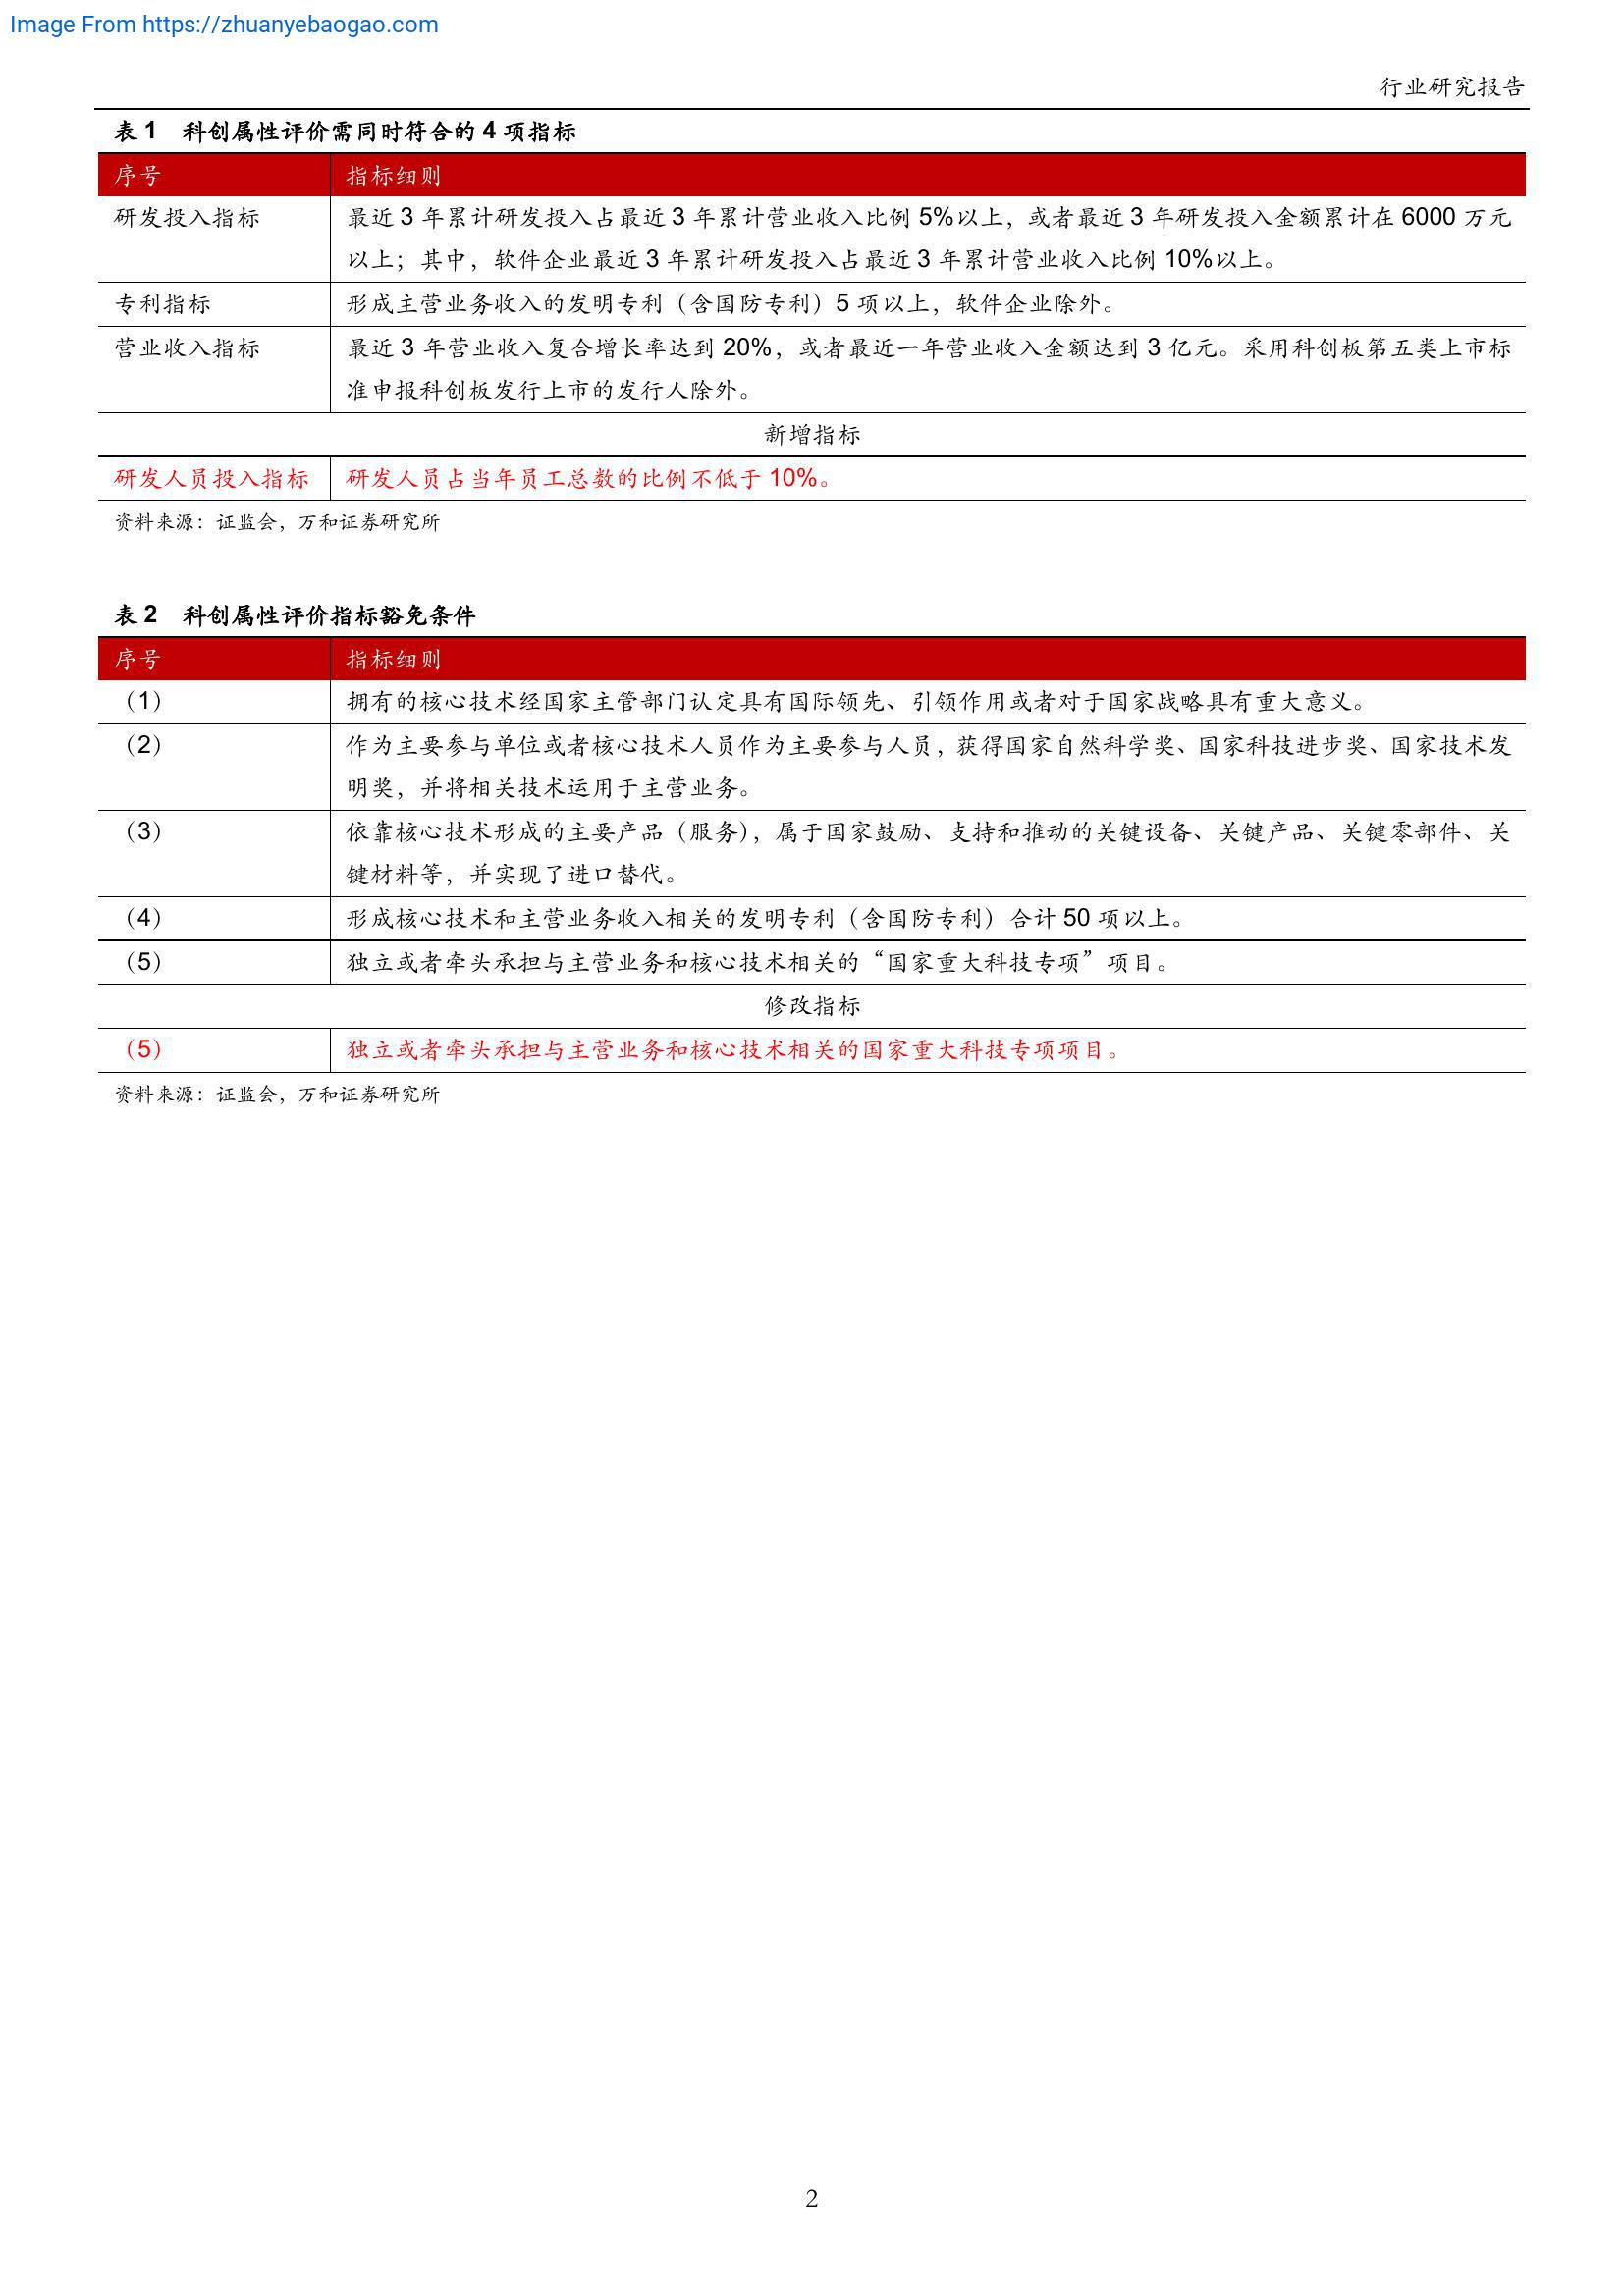 Image From https://zhuanyebaogao.com
行业研究报告
表 1 科创属性评价需同时符合的 4 项指标
序号 指标细则
研发投入指标 最近 3 年累计研发投入占最近 3 年累计营业收入比例 5%以上，或者最近 3 年研发投入金额累计在 6000 万元
以上；其中，软件企业最近 3 年累计研发投入占最近 3 年累计营业收入比例 10%以上。
专利指标 形成主营业务收入的发明专利（含国防专利）5 项以上，软件企业除外。
营业收入指标 最近 3 年营业收入复合增长率达到 20%，或者最近一年营业收入金额达到 3 亿元。采用科创板第五类上市标
准申报科创板发行上市的发行人除外。
新增指标
研发人员投入指标 研发人员占当年员工总数的比例不低于 10%。
资料来源：证监会，万和证券研究所
表 2 科创属性评价指标豁免条件
序号 指标细则
（1） 拥有的核心技术经国家主管部门认定具有国际领先、引领作用或者对于国家战略具有重大意义。
（2） 作为主要参与单位或者核心技术人员作为主要参与人员，获得国家自然科学奖、国家科技进步奖、国家技术发
明奖，并将相关技术运用于主营业务。
（3） 依靠核心技术形成的主要产品（服务），属于国家鼓励、支持和推动的关键设备、关键产品、关键零部件、关
键材料等，并实现了进口替代。
（4） 形成核心技术和主营业务收入相关的发明专利（含国防专利）合计 50 项以上。
（5） 独立或者牵头承担与主营业务和核心技术相关的“国家重大科技专项”项目。
修改指标
（5） 独立或者牵头承担与主营业务和核心技术相关的国家重大科技专项项目。
资料来源：证监会，万和证券研究所
2